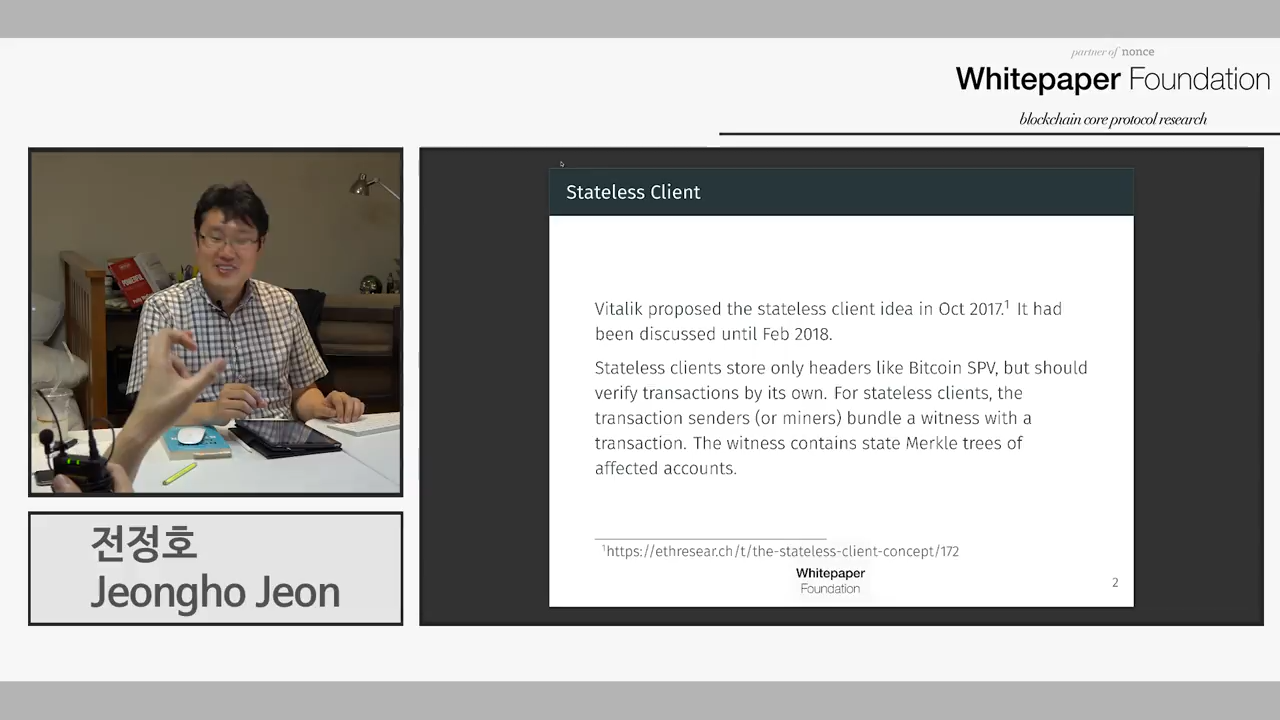 partner of nonce
Whitepaper Foundation
blockchain core protocol research
Stateless Client
Vitalik proposed the stateless client idea in Oct 2017.¹ It had
been discussed until Feb 2018.
Stateless clients store only headers like Bitcoin SPV, but should
verify transactions by its own. For stateless clients, the
transaction senders (or miners) bundle a witness with a
transaction. The witness contains state Merkle trees of
affected accounts.
¹https://ethresear.ch/t/the-stateless-client-concept/172
Whitepaper
Foundation
2
POWERFUL
전정호
Jeongho Jeon